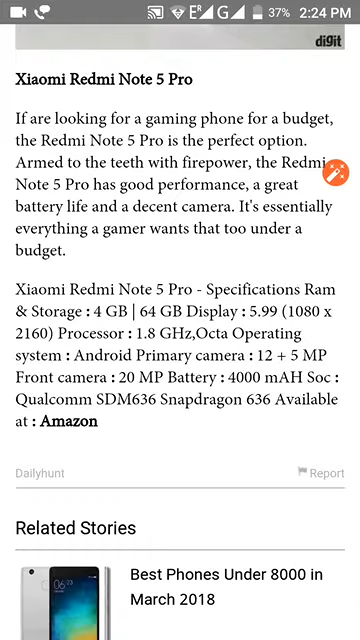 ER G 37% 2:24 PM
digit
Xiaomi Redmi Note 5 Pro
If are looking for a gaming phone for a budget,
the Redmi Note 5 Pro is the perfect option.
Armed to the teeth with firepower, the Redmi
Note 5 Pro has good performance, a great
battery life and a decent camera. It's essentially
everything a gamer wants that too under a
budget.
Xiaomi Redmi Note 5 Pro - Specifications Ram
& Storage : 4 GB | 64 GB Display : 5.99 (1080 x
2160) Processor : 1.8 GHz,Octa Operating
system : Android Primary camera : 12 + 5 MP
Front camera : 20 MP Battery : 4000 mAH Soc :
Qualcomm SDM636 Snapdragon 636 Available
at : Amazon
Dailyhunt Report
Related Stories
Best Phones Under 8000 in
March 2018